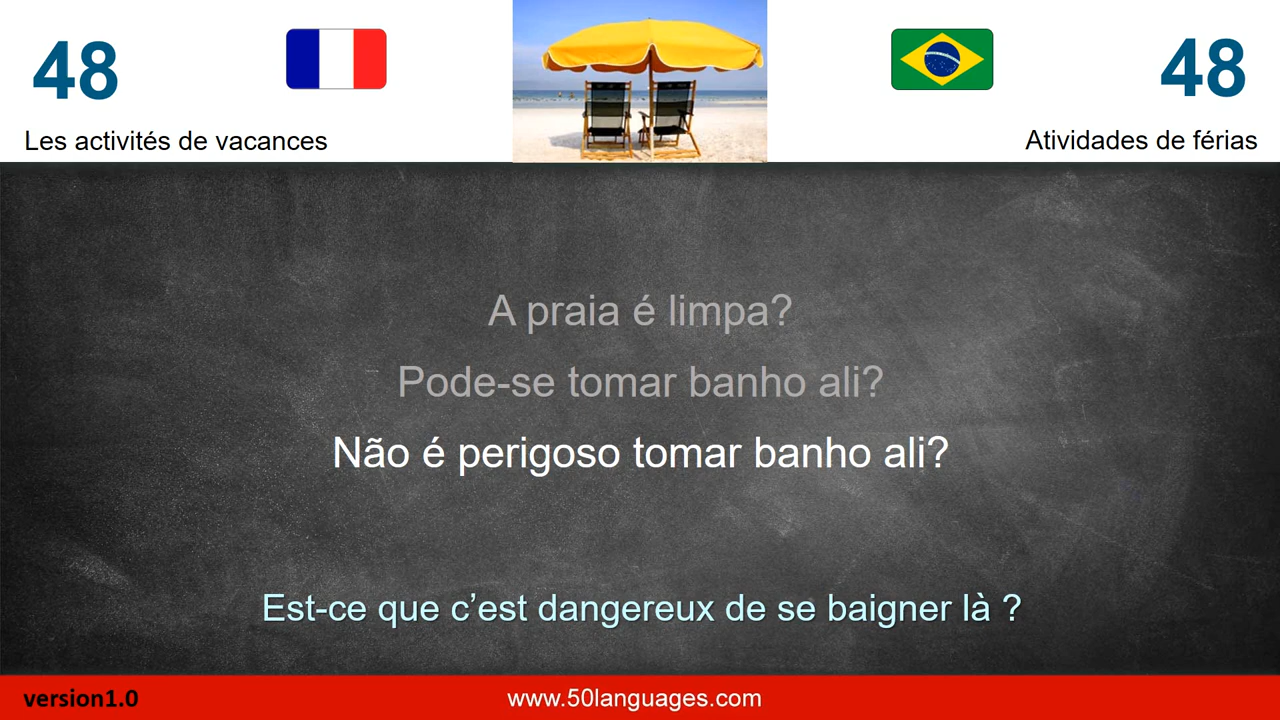 48
48
Les activités de vacances
Atividades de férias
A praia é limpa?
Pode-se tomar banho ali?
Não é perigoso tomar banho ali?
Est-ce que c’est dangereux de se baigner là ?
version1.0
www.50languages.com